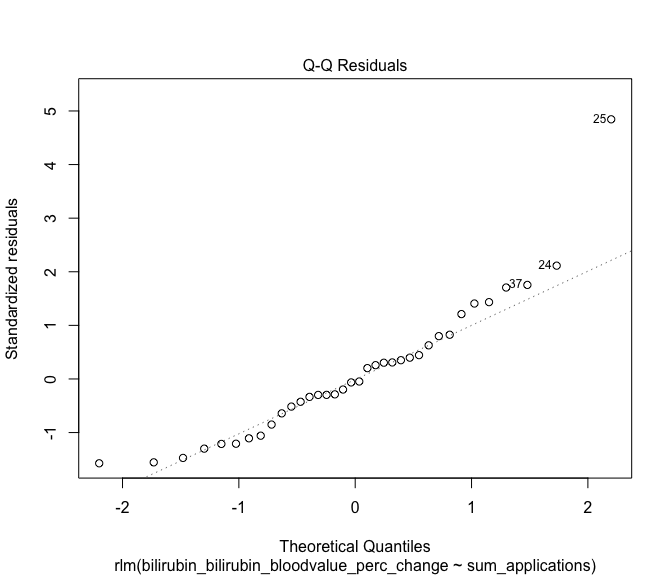 Q-Q Residuals
Standardized residuals
5
4
3
2
1
0
-1
25
24
37
-2 -1 0 1 2
Theoretical Quantiles
rlm(bilirubin_bilirubin_bloodvalue_perc_change ~ sum_applications)